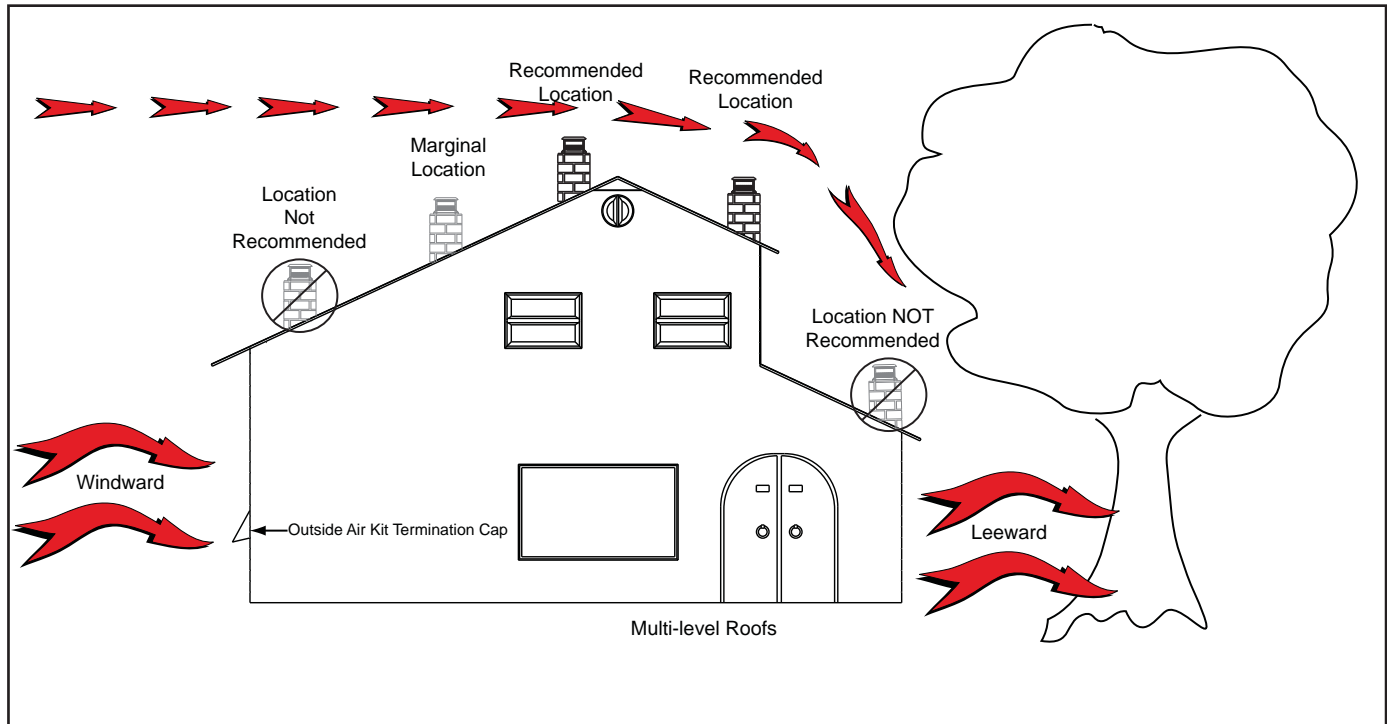 Recommended
Location
Recommended
Location
Marginal
Location
Location
Not
Recommended
Location NOT
Recommended
Windward
Outside Air Kit Termination Cap
Leeward
Multi-level Roofs